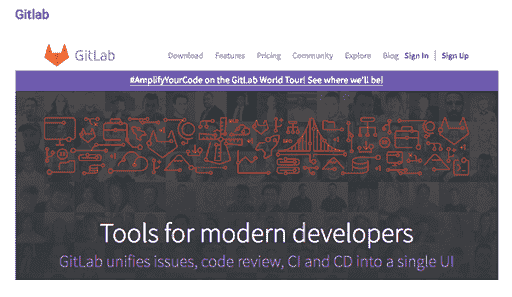 Gitlab
GitLab
Download Features Pricing Community Explore Blog Sign In | Sign Up
#AmplifyYourCode on the GitLab World Tour! See where we'll be!
Tools for modern developers
GitLab unifies issues, code review, CI and CD into a single UI